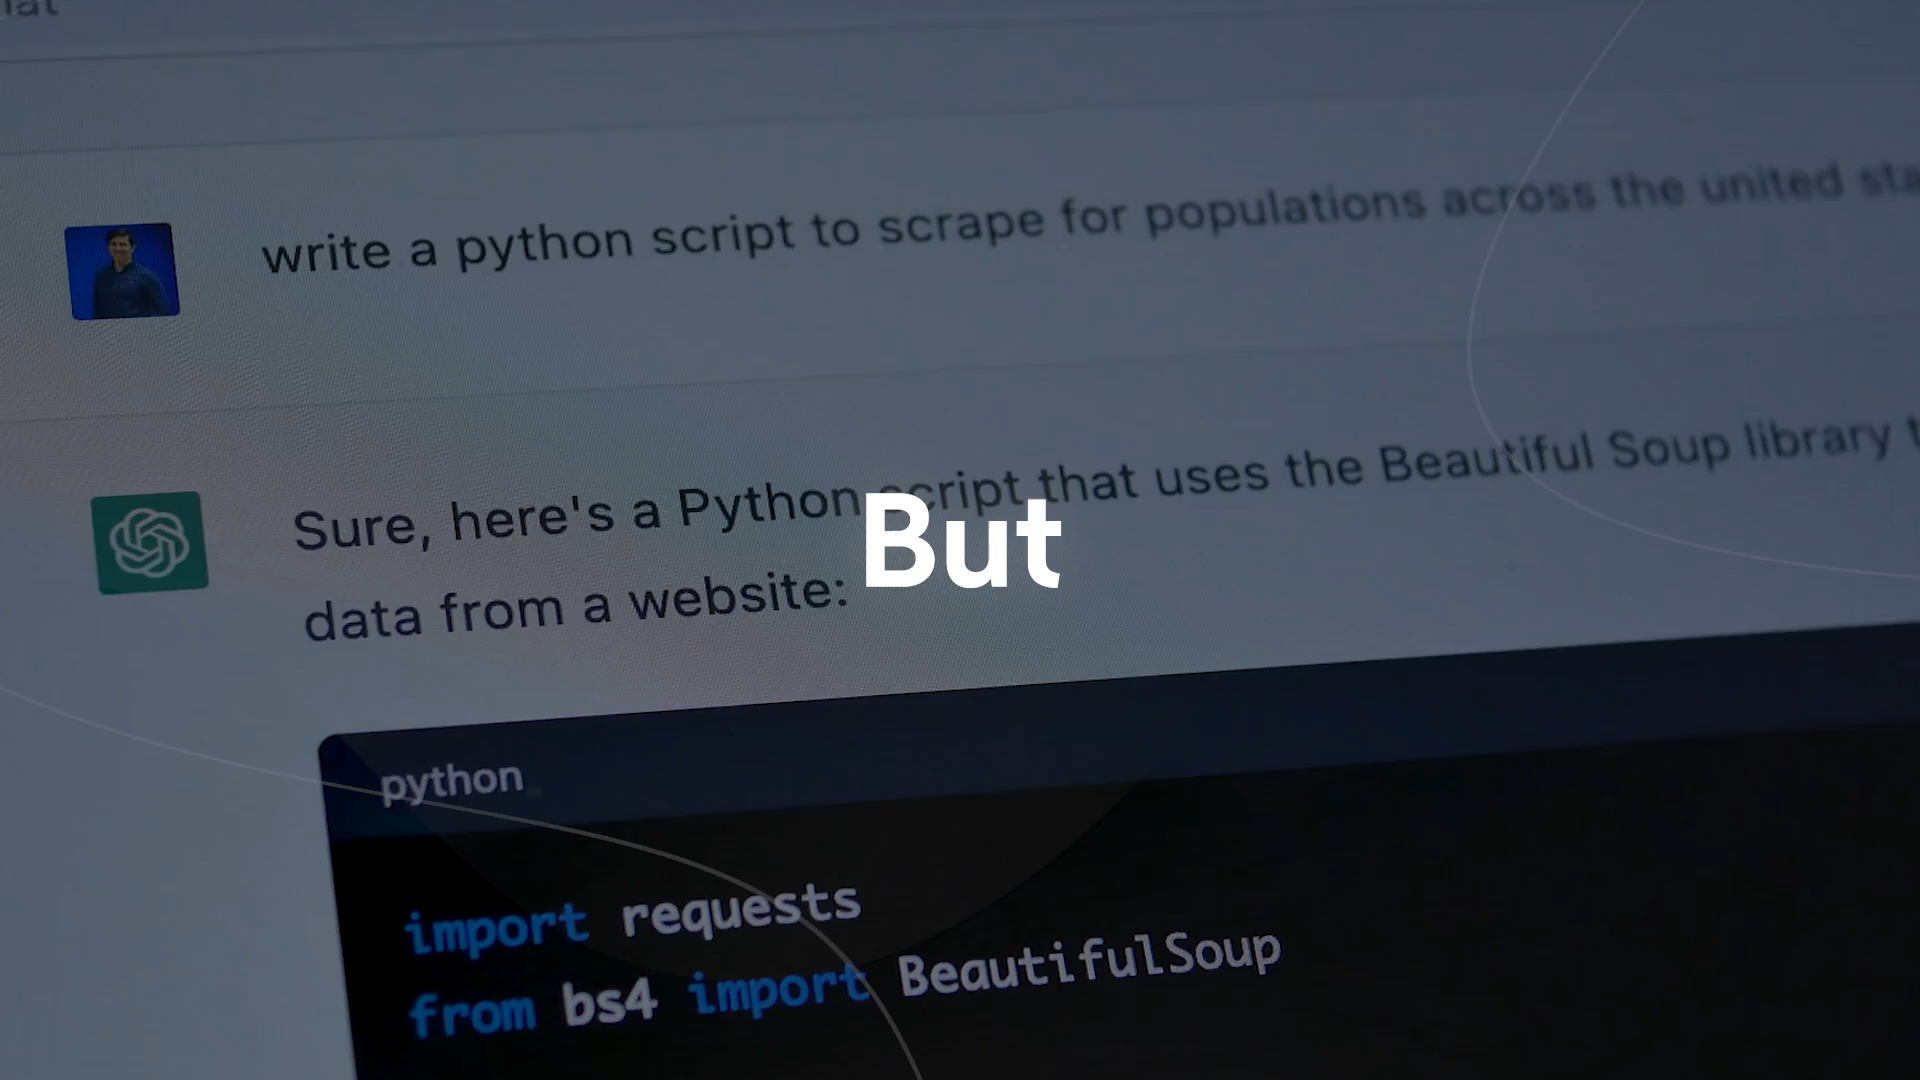 write a python script to scrape for populations across the united
Sure, here's a Python script that uses the Beautiful Soup library
data from a website:
But
python
import requests
from bs4 import BeautifulSoup